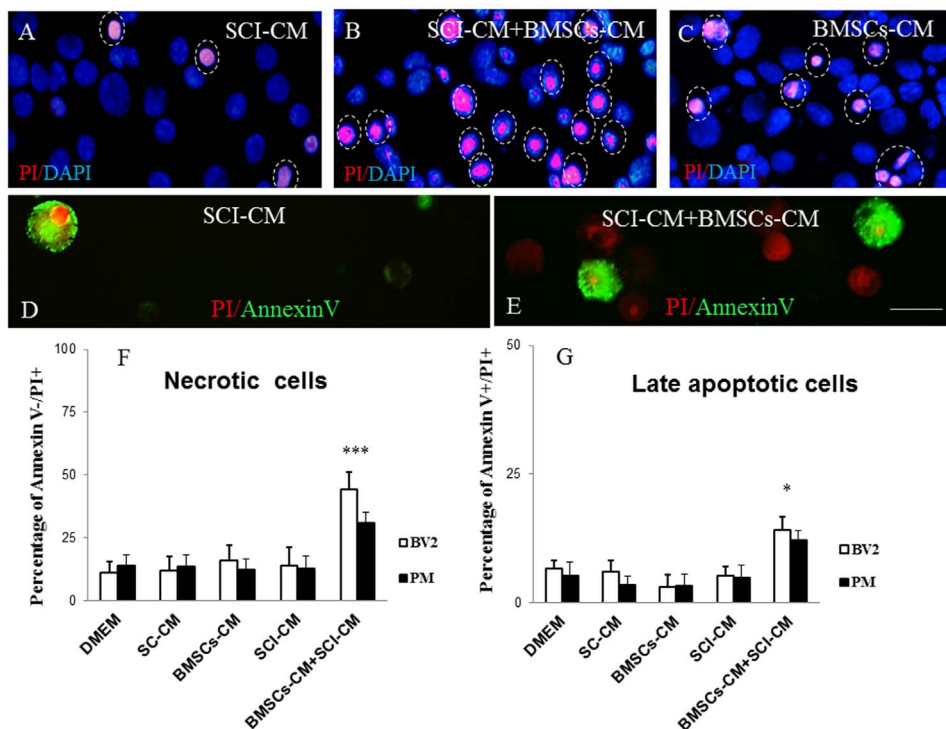 A SCI-CM
PI/DAPI
B SCI-CM+BMSCs-CM
PI/DAPI
C BMSCs-CM
PI/DAPI
SCI-CM
D PI/AnnexinV
SCI-CM+BMSCs-CM
E PI/AnnexinV
F
Necrotic cells
Percentage of Annexin V-/PI+
100
75
50
25
0
***
BV2
PM
DMEM
SC-CM
BMSCs-CM
SCI-CM
BMSCs-CM+SCI-CM
G
Late apoptotic cells
Percentage of Annexin V+/PI+
50
25
0
*
BV2
PM
DMEM
SC-CM
BMSCs-CM
SCI-CM
BMSCs-CM+SCI-CM